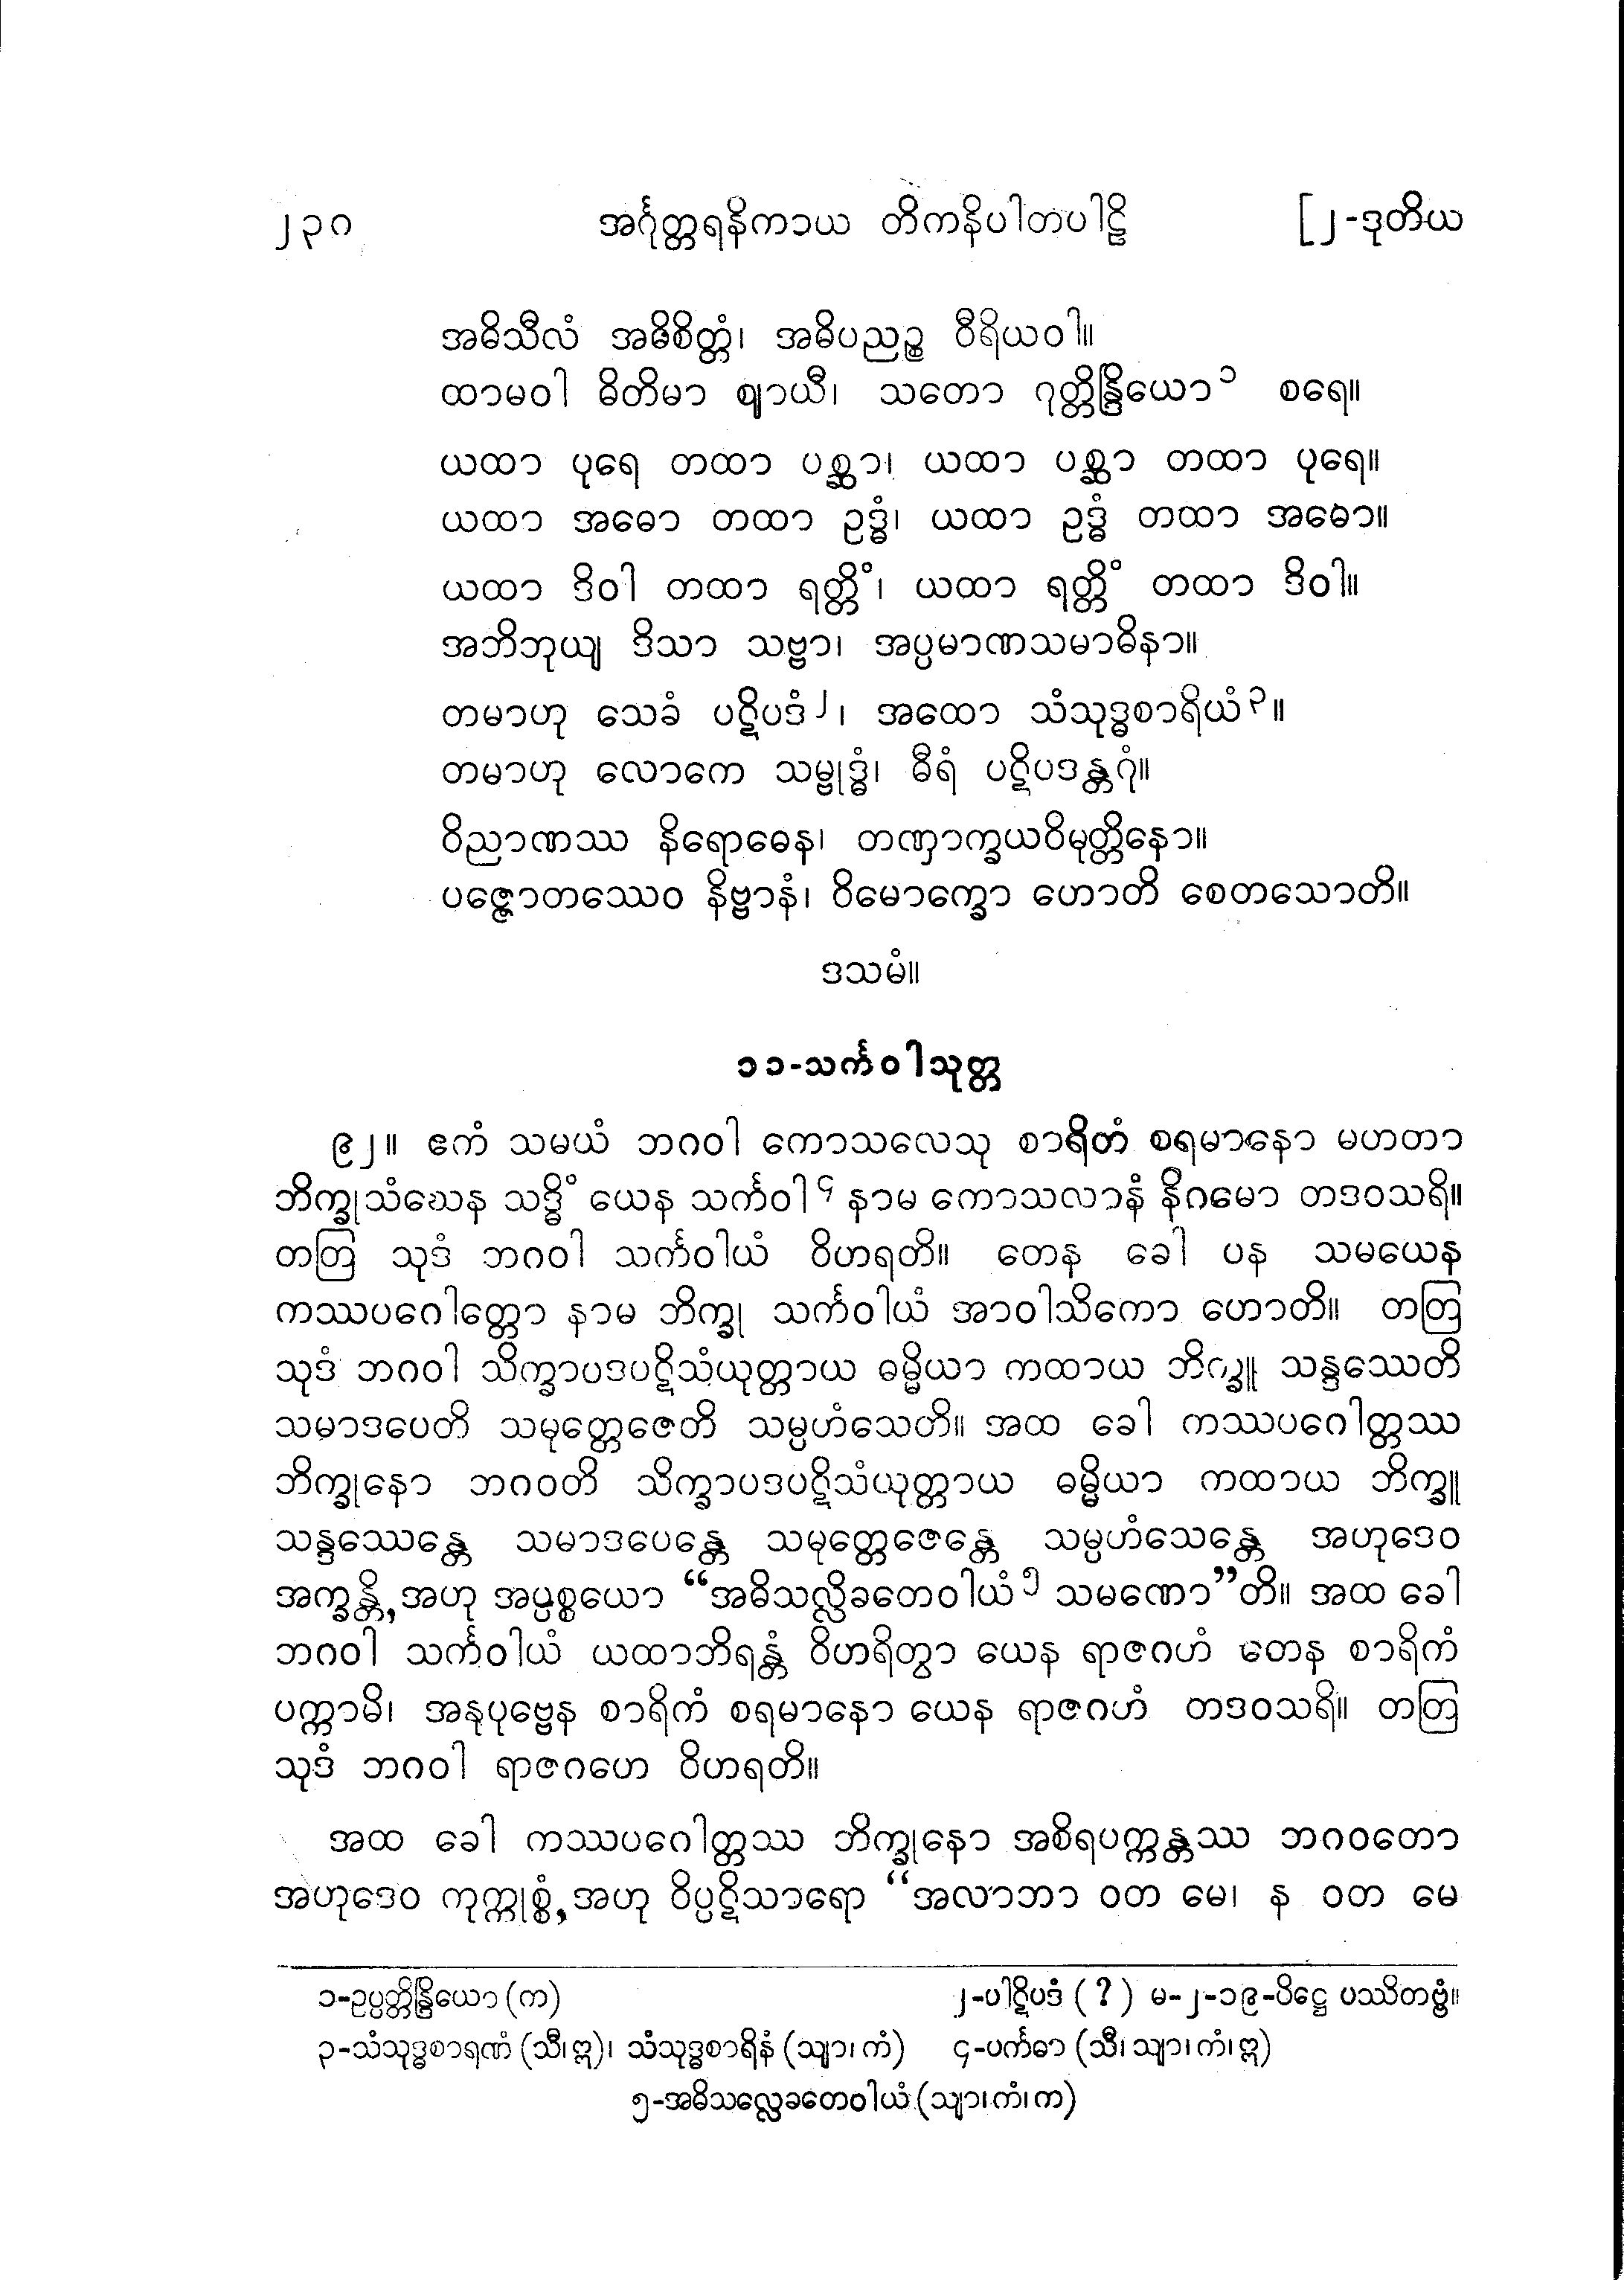 ၂၃၀ အင်္ဂုတ္တရနိကာယ တိကနိပါတပါဠိ [၂-ဒုတိယ
အဓိသီလံ အဓိစိတ္တံ၊ အဓိပညဉ္စ ဝီရိယဝါ။
ထာမဝါ ဓိတိမာ ဈာယီ၊ သတော ဂုတ္တိန္ဒြိယော၁ စရေ။
ယထာ ပုရေ တထာ ပစ္ဆာ၊ ယထာ ပစ္ဆာ တထာ ပုရေ။
ယထာ အဓော တထာ ဥဒ္ဓံ၊ ယထာ ဥဒ္ဓံ တထာ အဓော။
ယထာ ဒိဝါ တထာ ရတ္တိံ၊ ယထာ ရတ္တိံ တထာ ဒိဝါ။
အဘိဘုယျ ဒိသာ သဗ္ဗာ၊ အပ္ပမာဏသမာဓိနာ။
တမာဟု သေခံ ပဋိပဒံ၂၊ အထော သံသုဒ္ဓစာရိယံ၃။
တမာဟု လောကေ သမ္ဗုဒ္ဓံ၊ ဓီရံ ပဋိပဒန္တဂုံ။
ဝိညာဏဿ နိရောဓေန၊ တဏှာက္ခယဝိမုတ္တိနော။
ပဇ္ဇောတဿေဝ နိဗ္ဗာနံ၊ ဝိမောက္ခော ဟောတိ စေတသောတိ။
ဒသမံ။
၁၁-သင်္ကဝါသုတ္တ
၉၂။ ဧကံ သမယံ ဘဂဝါ ကောသလေသု စာရိတံ စရမာနော မဟတာ
ဘိက္ခုသံဃေန သဒ္ဓိံ ယေန သင်္ကဝါ၄ နာမ ကောသလာနံ နိဂမော တဒဝသရိ။
တတြ သုဒံ ဘဂဝါ သင်္ကဝါယံ ဝိဟရတိ။ တေန ခေါ ပန သမယေန
ကဿပဂေါတ္တော နာမ ဘိက္ခု သင်္ကဝါယံ အာဝါသိကော ဟောတိ။ တတြ
သုဒံ ဘဂဝါ သိက္ခာပဒပဋိသံယုတ္တာယ ဓမ္မိယာ ကထာယ ဘိက္ခူ သန္ဒဿေတိ
သမာဒပေတိ သမုတ္တေဇေတိ သမ္ပဟံသေတိ။ အထ ခေါ ကဿပဂေါတ္တဿ
ဘိက္ခုနော ဘဂဝတိ သိက္ခာပဒပဋိသံယုတ္တာယ ဓမ္မိယာ ကထာယ ဘိက္ခူ
သန္ဒဿေန္တေ သမာဒပေန္တေ သမုတ္တေဇေန္တေ သမ္ပဟံသေန္တေ အဟုဒေဝ
အက္ခန္တိ, အဟု အပ္ပစ္စယော “အဓိသလ္လိခတေဝါယံ၅ သမဏော”တိ။ အထ ခေါ
ဘဂဝါ သင်္ကဝါယံ ယထာဘိရန္တံ ဝိဟရိတွာ ယေန ရာဇဂဟံ တေန စာရိကံ
ပက္ကာမိ၊ အနုပုဗ္ဗေန စာရိကံ စရမာနော ယေန ရာဇဂဟံ တဒဝသရိ။ တတြ
သုဒံ ဘဂဝါ ရာဇဂဟေ ဝိဟရတိ။
အထ ခေါ ကဿပဂေါတ္တဿ ဘိက္ခုနော အစိရပက္ကန္တဿ ဘဂဝတော
အဟုဒေဝ ကုက္ကုစ္စံ, အဟု ဝိပ္ပဋိသာရော “အလာဘာ ဝတ မေ၊ န ဝတ မေ
၁-ဥပ္ပတ္တိန္ဒြိယော (က) ၂-ပါဋိပဒံ (?) မ-၂-၁၉-ပိဋ္ဌေ ပဿိတဗ္ဗံ။
၃-သံသုဒ္ဓစာရဏံ (သီ၊ ဣ)၊ သံသုဒ္ဓစာရိနံ (သျာ၊ ကံ) ၄-ပင်္ကဓာ (သီ၊ သျာ၊ ကံ၊ ဣ)
၅-အဓိသလ္လေခတေဝါယံ (သျာ၊ ကံ၊ က)